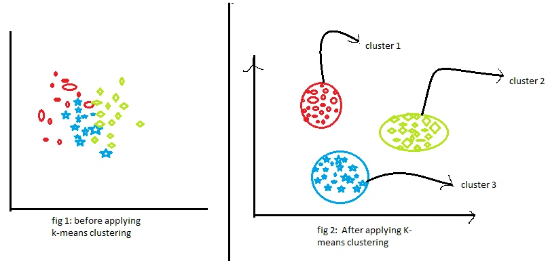 cluster 1
cluster 2
cluster 3
fig 1: before applying
k-means clustering
fig 2: After applying K-
means clustering